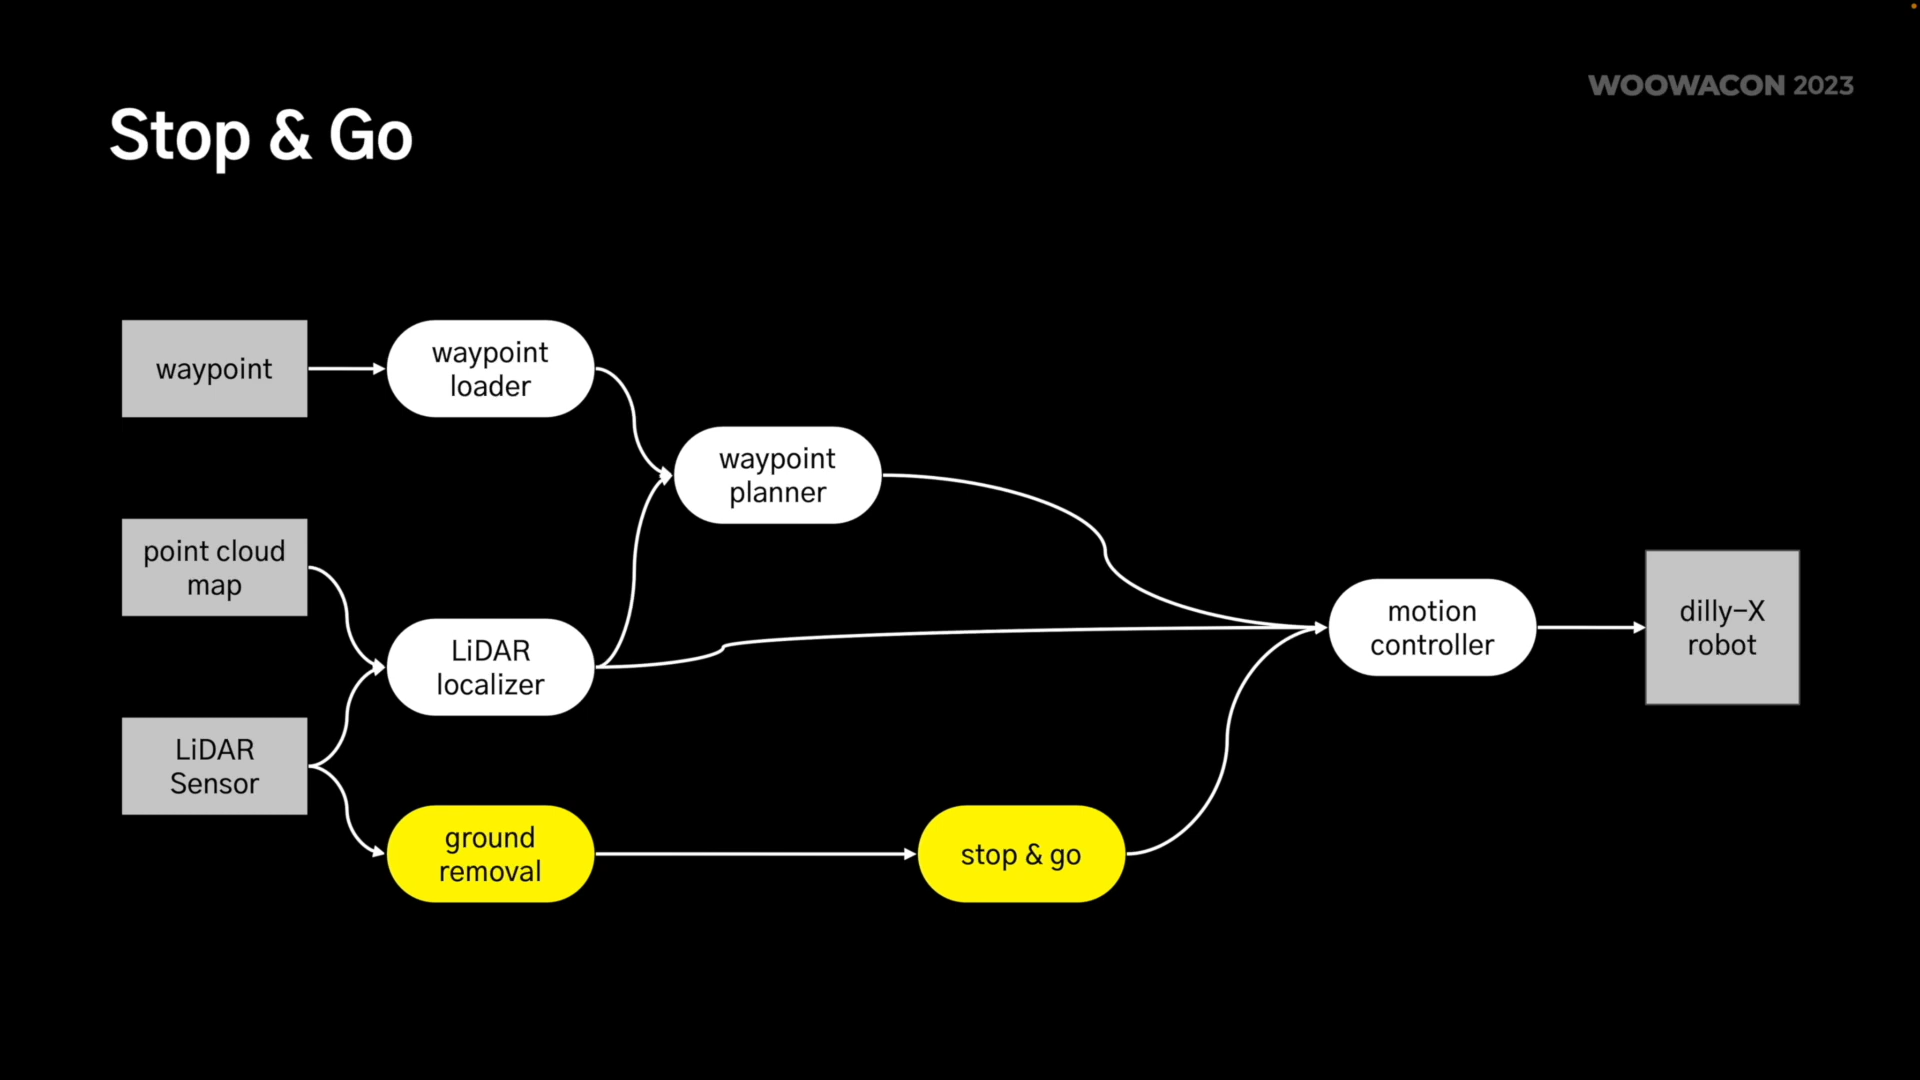 WOOWACON 2023
Stop & Go
waypoint
waypoint
loader
waypoint
planner
point cloud
map
LiDAR
localizer
motion
controller
dilly-X
robot
LiDAR
Sensor
ground
removal
stop & go